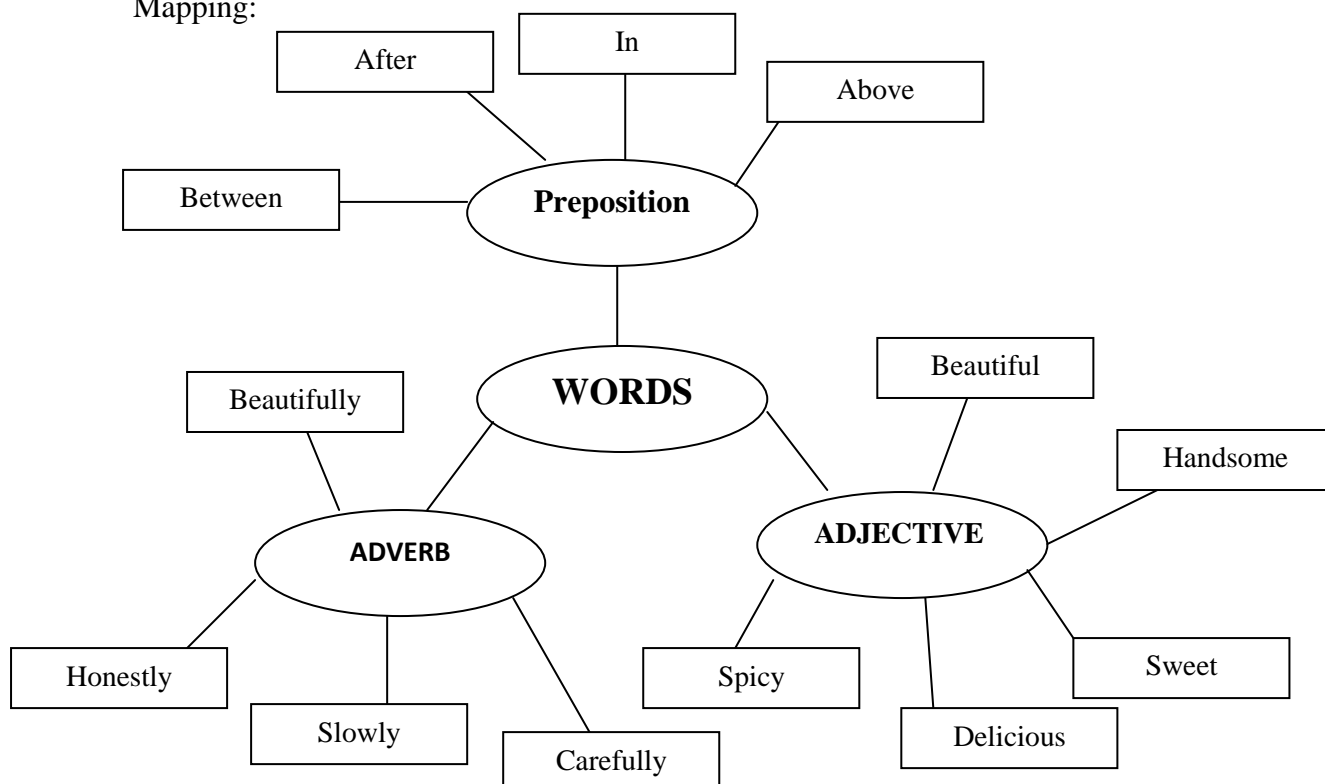 Mapping:
In
After
Above
Between
Preposition
WORDS
Beautiful
Beautifully
Handsome
ADJECTIVE
ADVERB
Honestly
Spicy
Sweet
Slowly
Delicious
Carefully